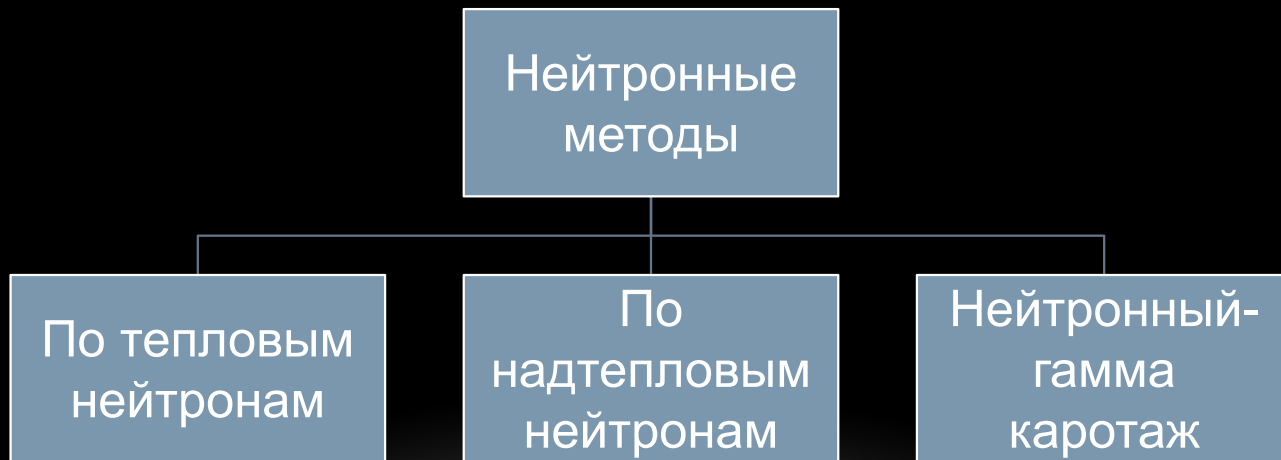 Нейтронные
методы
По тепловым
нейтронам
По
надтепловым
нейтронам
Нейтронный-
гамма
каротаж